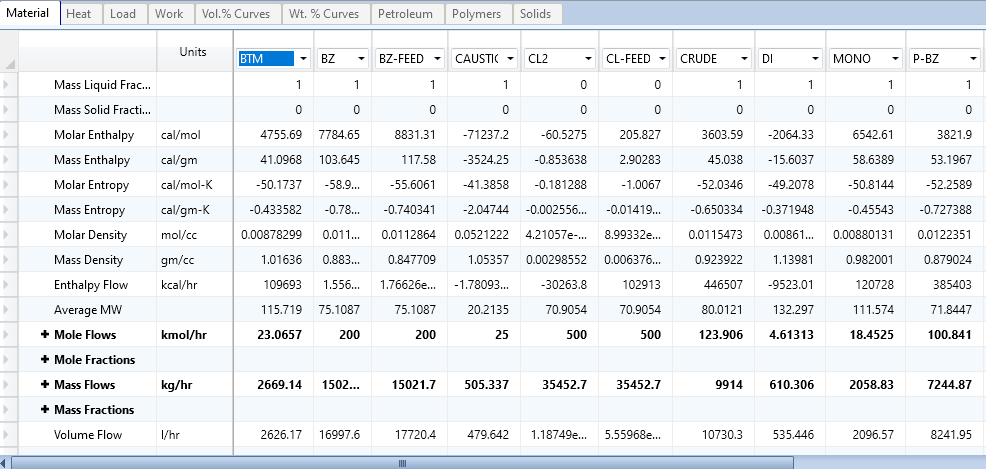 Material Heat Load Work Vol.% Curves Wt. % Curves Petroleum Polymers Solids
Units BTM BZ BZ-FEED CAUSTIC CL2 CL-FEED CRUDE DI MONO P-BZ
Mass Liquid Frac... 1 1 1 1 0 0 1 1 1 1
Mass Solid Fracti... 0 0 0 0 0 0 0 0 0 0
Molar Enthalpy cal/mol 4755.69 7784.65 8831.31 -71237.2 -60.5275 205.827 3603.59 -2064.33 6542.61 3821.9
Mass Enthalpy cal/gm 41.0968 103.645 117.58 -3524.25 -0.853638 2.90283 45.038 -15.6037 58.6389 53.1967
Molar Entropy cal/mol-K -50.1737 -58.9... -55.6061 -41.3858 -0.181288 -1.0067 -52.0346 -49.2078 -50.8144 -52.2589
Mass Entropy cal/gm-K -0.433582 -0.78... -0.740341 -2.04744 -0.002556... -0.01419... -0.650334 -0.371948 -0.45543 -0.727388
Molar Density mol/cc 0.00878299 0.011... 0.0112864 0.0521222 4.21057e-... 8.99332e... 0.0115473 0.00861... 0.00880131 0.0122351
Mass Density gm/cc 1.01636 0.883... 0.847709 1.05357 0.00298552 0.006376... 0.923922 1.13981 0.982001 0.879024
Enthalpy Flow kcal/hr 109693 1.556... 1.76626e... -1.78093... -30263.8 102913 446507 -9523.01 120728 385403
Average MW 115.719 75.1087 75.1087 20.2135 70.9054 70.9054 80.0121 132.297 111.574 71.8447
Mole Flows kmol/hr 23.0657 200 200 25 500 500 123.906 4.61313 18.4525 100.841
Mole Fractions
Mass Flows kg/hr 2669.14 1502... 15021.7 505.337 35452.7 35452.7 9914 610.306 2058.83 7244.87
Mass Fractions
Volume Flow l/hr 2626.17 16997.6 17720.4 479.642 1.18749e... 5.55968e... 10730.3 535.446 2096.57 8241.95